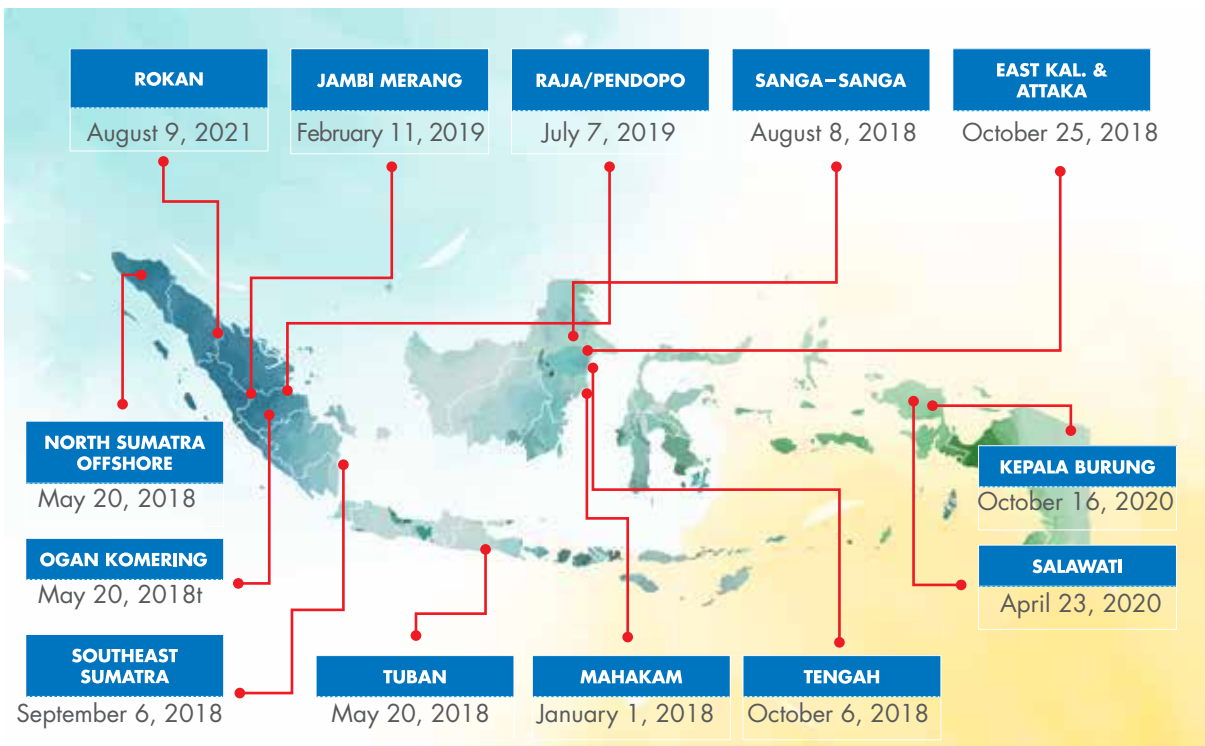 ROKAN
August 9, 2021
JAMBI MERANG
February 11, 2019
RAJA/PENDOPO
July 7, 2019
SANGA–SANGA
August 8, 2018
EAST KAL. &
ATTAKA
October 25, 2018
NORTH SUMATRA
OFFSHORE
May 20, 2018
OGAN KOMERING
May 20, 2018t
SOUTHEAST
SUMATRA
September 6, 2018
TUBAN
May 20, 2018
MAHAKAM
January 1, 2018
TENGAH
October 6, 2018
KEPALA BURUNG
October 16, 2020
SALAWATI
April 23, 2020